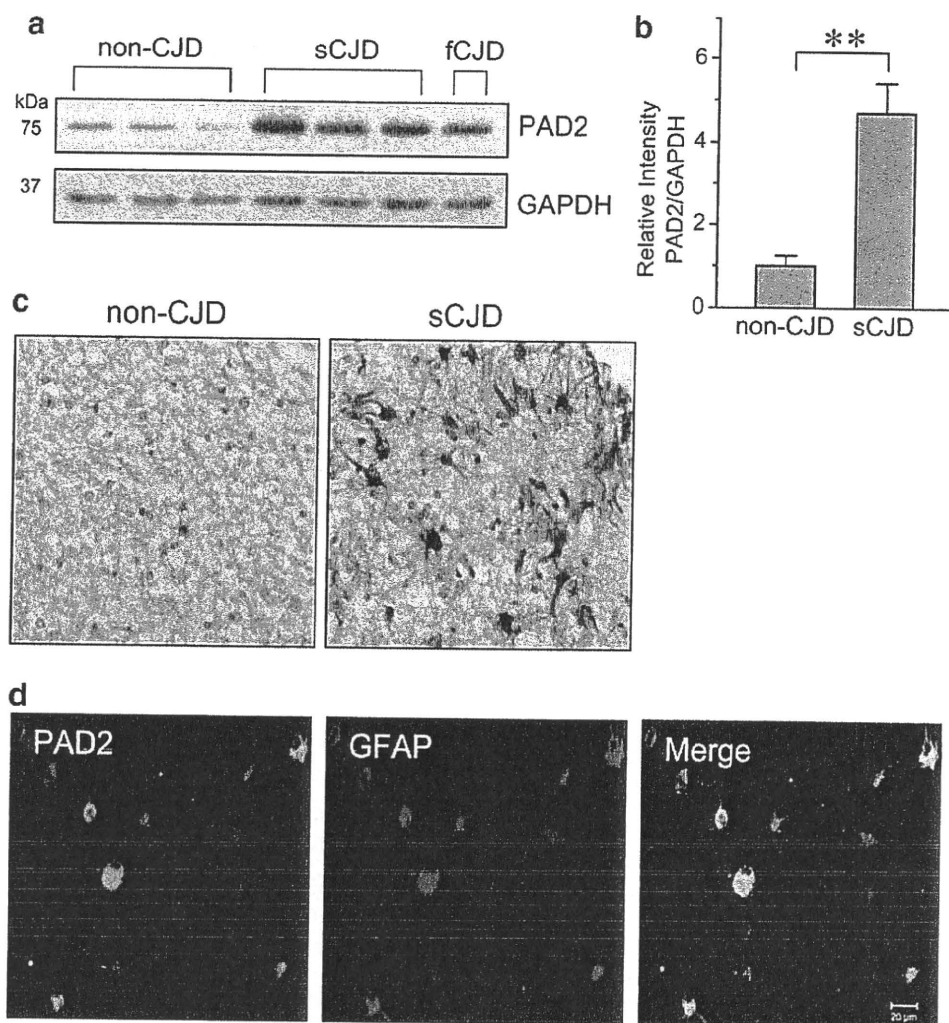 a
non-CJD sCJD fCJD
kDa
75
PAD2
37
GAPDH
b
**
6
4
2
0
Relative Intensity
PAD2/GAPDH
non-CJD sCJD
c
non-CJD sCJD
d
PAD2
GFAP
Merge
20 μm